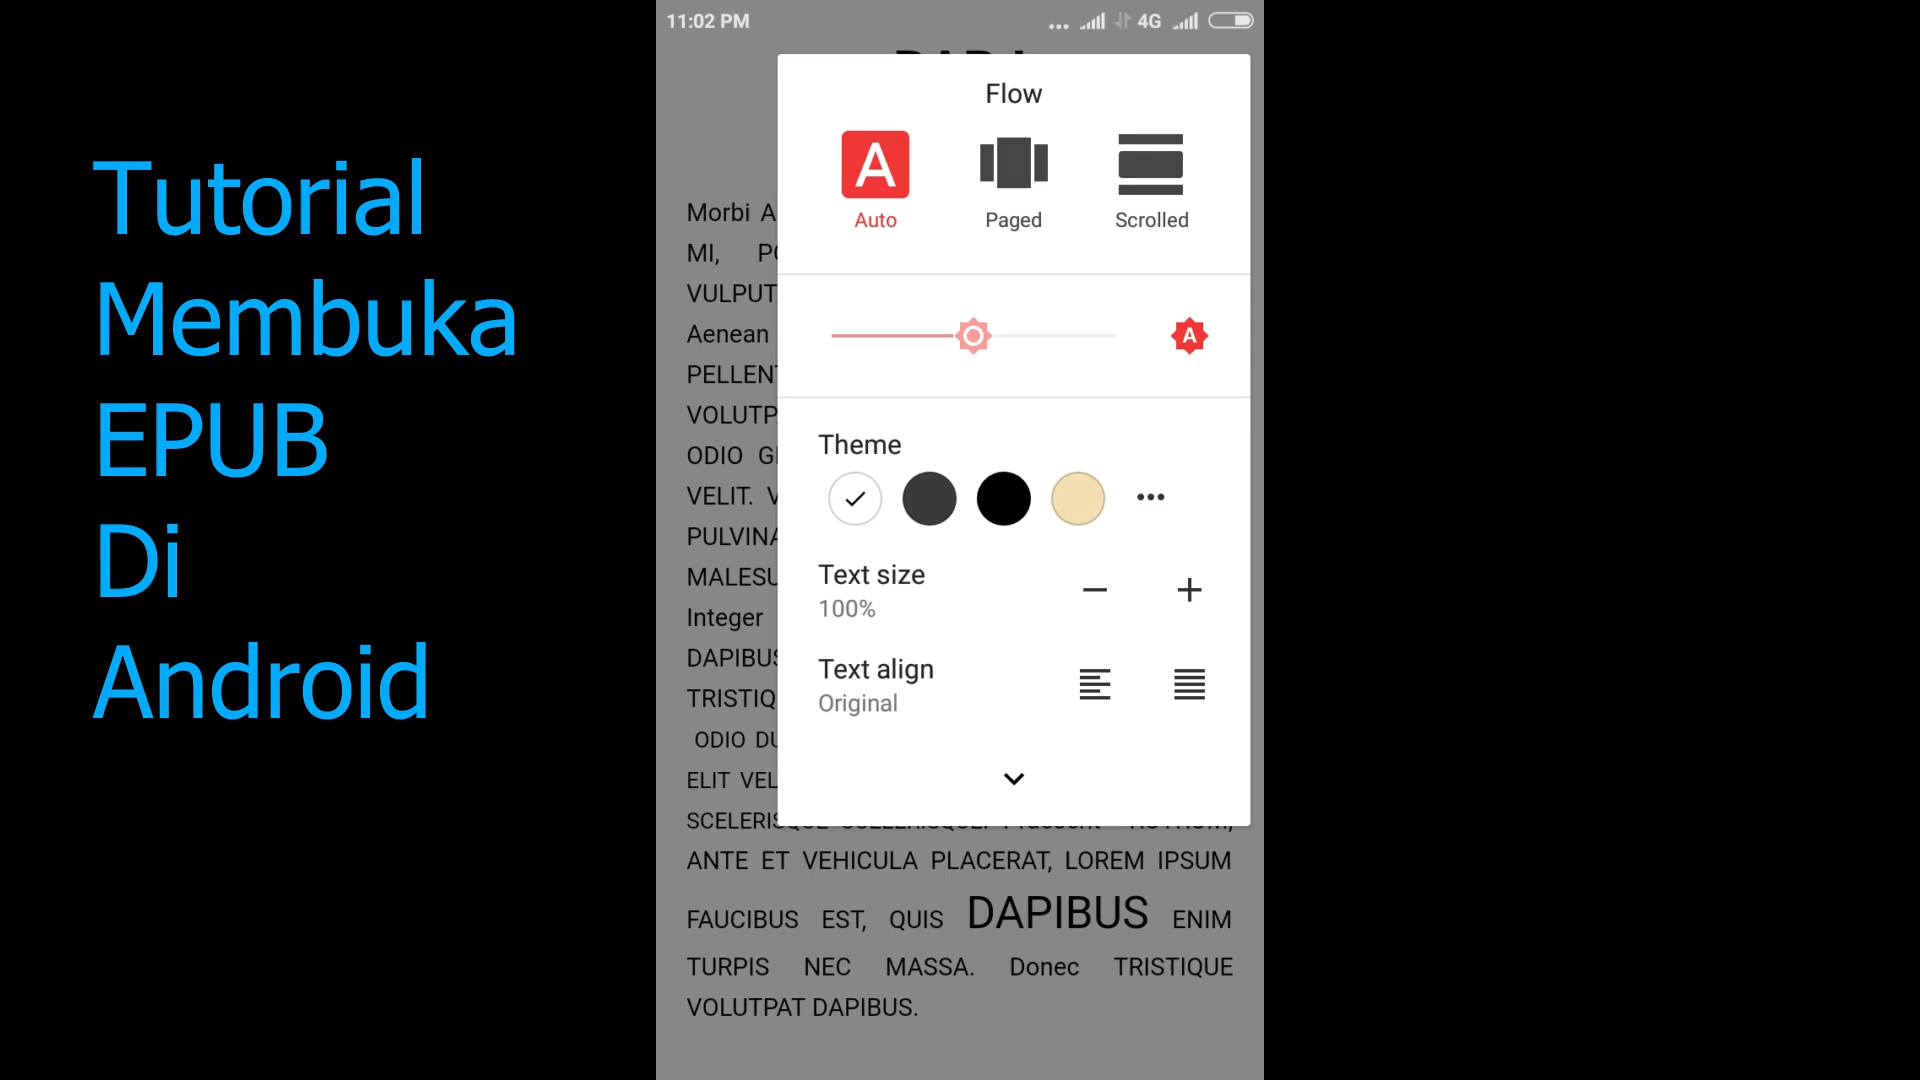 Tutorial
Membuka
EPUB
Di
Android
11:02 PM 4G
Flow
A
Auto Paged Scrolled
A
Theme
Text size
100%
Text align
Original
Morbi A
MI,
VULPUT
Aenean
PELLENT
VOLUTP
ODIO
VELIT.
PULVINA
MALESU
Integer
DAPIBUS
TRISTIQ
ODIO DU
ELIT VEL
ANTE ET VEHICULA PLACERAT, LOREM IPSUM
FAUCIBUS EST, QUIS DAPIBUS ENIM
TURPIS NEC MASSA. Donec TRISTIQUE
VOLUTPAT DAPIBUS.